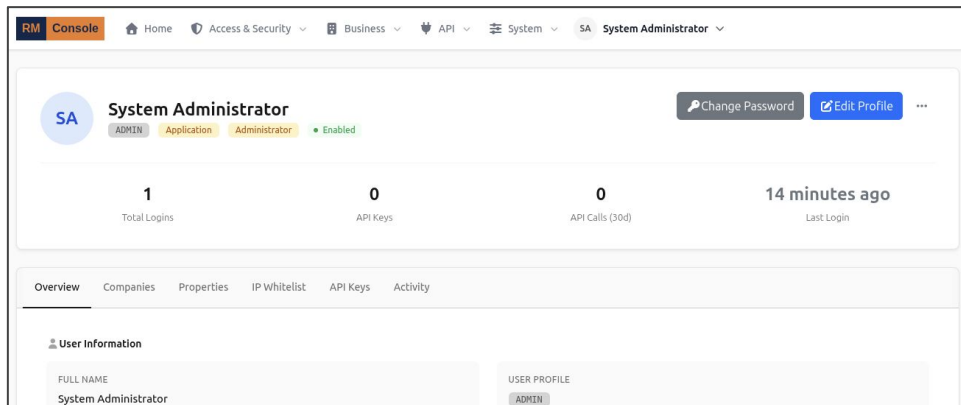 RM Console Home Access & Security Business API System SA System Administrator
SA
System Administrator
Change Password Edit Profile ...
ADMIN Application Administrator • Enabled
1 0 0 14 minutes ago
Total Logins API Keys API Calls (30d) Last Login
Overview Companies Properties IP Whitelist API Keys Activity
User Information
FULL NAME USER PROFILE
System Administrator ADMIN